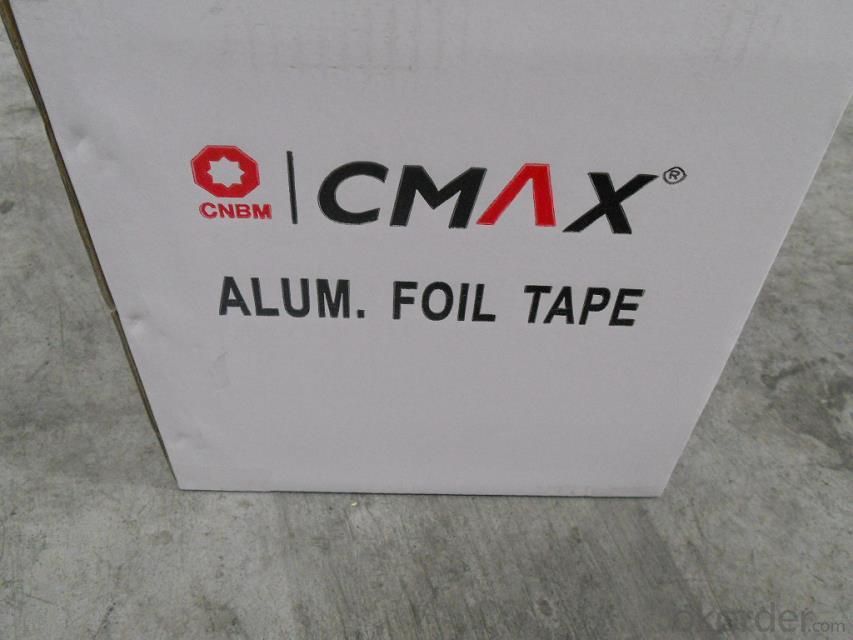 CNBM | CMAX®
ALUM. FOIL TAPE
okorder.com